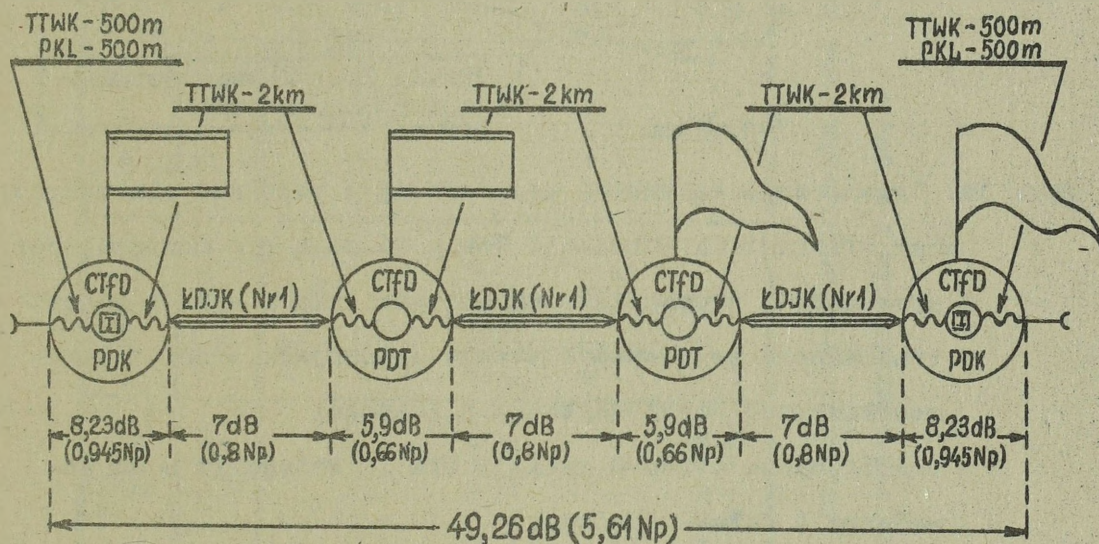 TTWK-500m
PKL-500m
TTWK-500m
PKL-500m
TTWK-2km
TTWK-2km
TTWK-2km
CTfD
CTfD
CTfD
CTfD
ŁDJK (Nr1)
ŁDJK (Nr1)
ŁDJK (Nr1)
I
I
PDK
PDT
PDT
PDK
8,23dB
7dB
5,9dB
7dB
5,9dB
7dB
8,23dB
(0,945Np)
(0,8Np)
(0,66Np)
(0,8Np)
(0,66Np)
(0,8Np)
(0,945Np)
49,26dB (5,61Np)